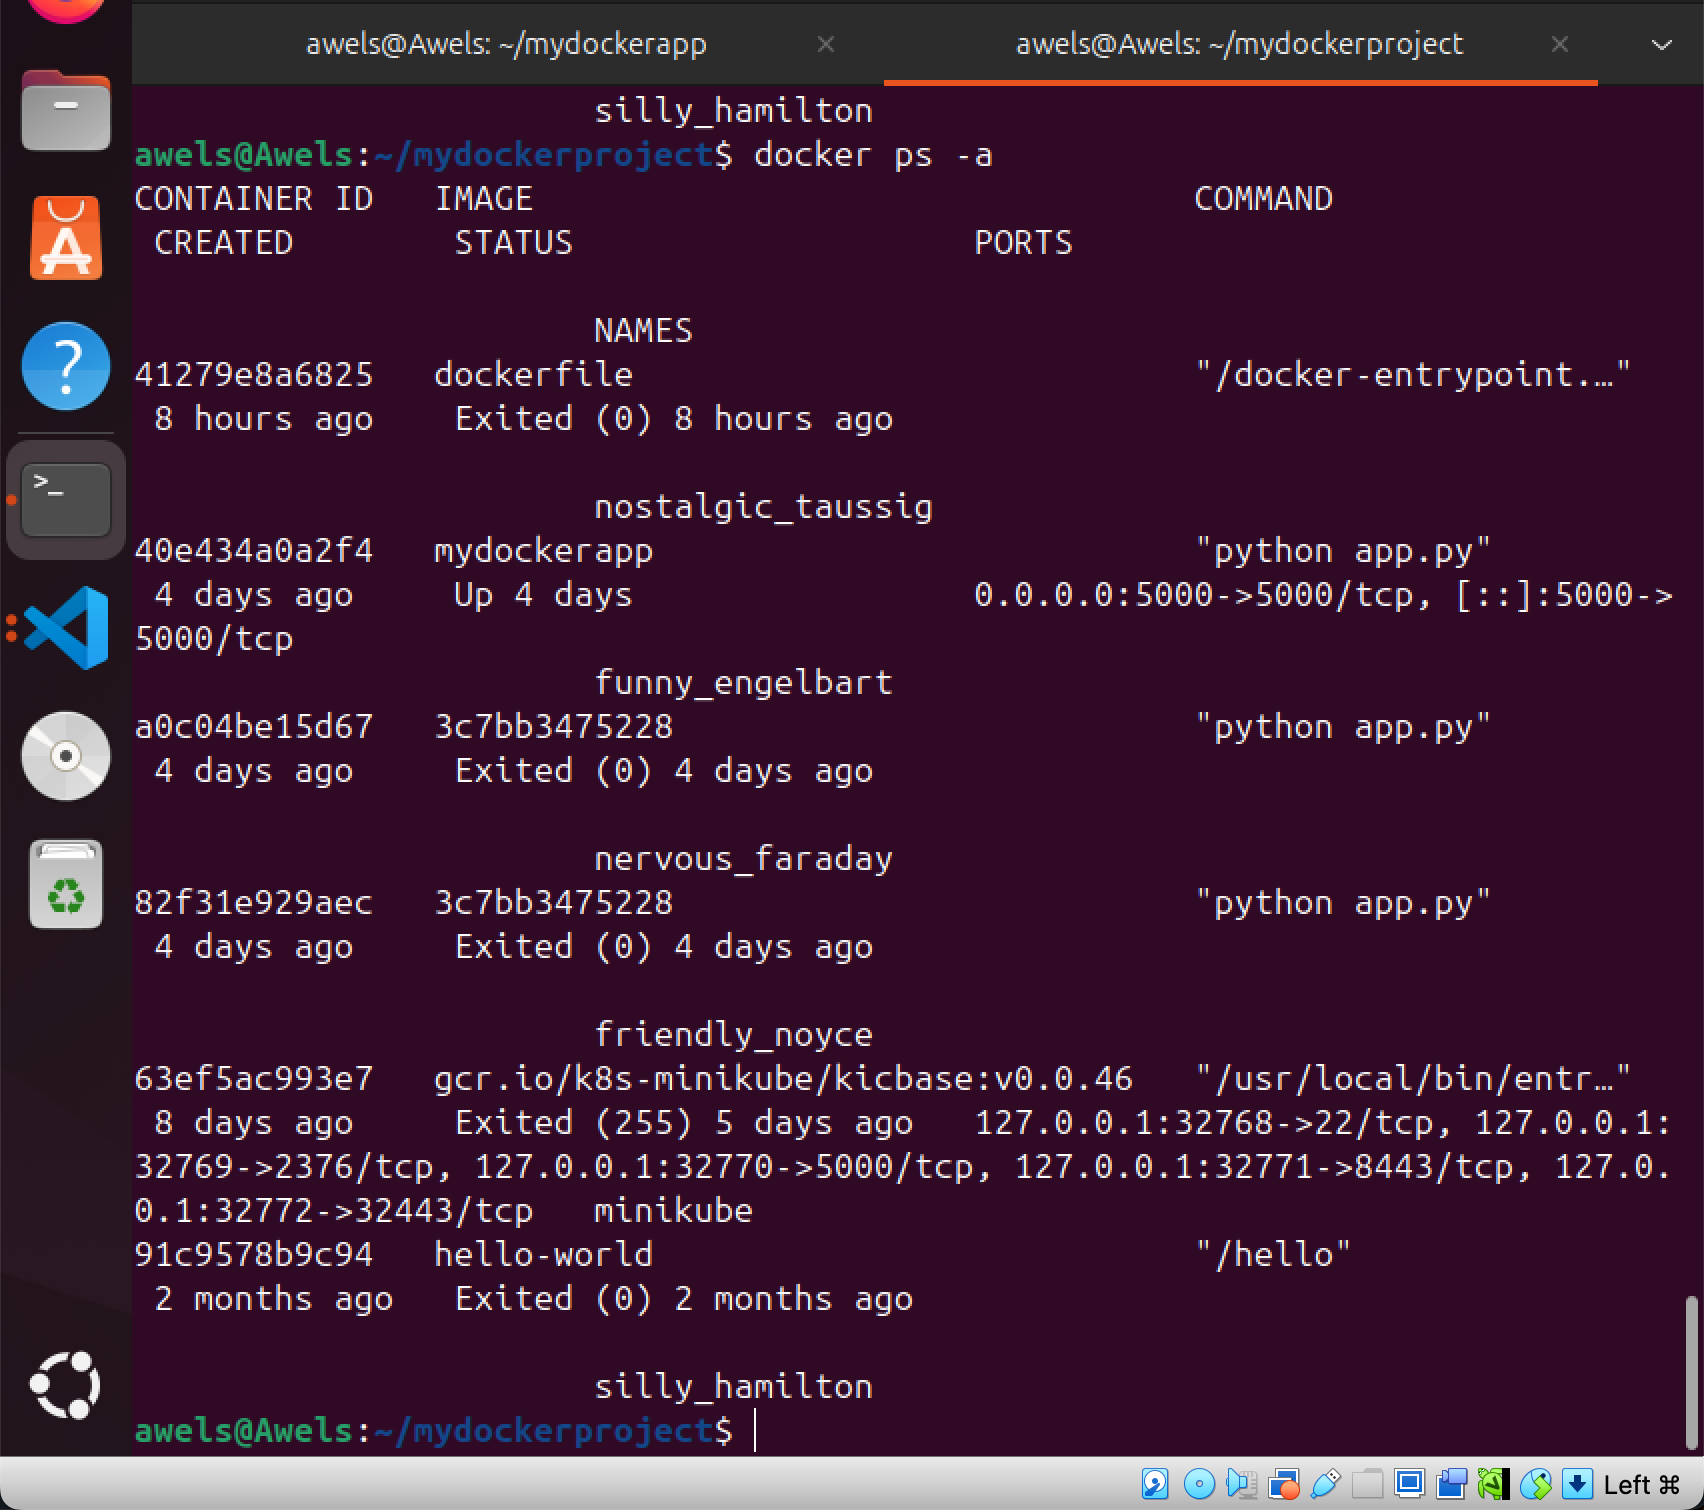 awels@Awels: ~/mydockerapp
awels@Awels: ~/mydockerproject
silly_hamilton
awels@Awels:~/mydockerproject$ docker ps -a
CONTAINER ID   IMAGE                                 COMMAND
 CREATED        STATUS                    PORTS
NAMES
41279e8a6825   dockerfile                            "/docker-entrypoint.…"
 8 hours ago    Exited (0) 8 hours ago
nostalgic_taussig
40e434a0a2f4   mydockerapp                           "python app.py"
 4 days ago     Up 4 days                 0.0.0.0:5000->5000/tcp, [::]:5000->
5000/tcp
funny_engelbart
a0c04be15d67   3c7bb3475228                          "python app.py"
 4 days ago     Exited (0) 4 days ago
nervous_faraday
82f31e929aec   3c7bb3475228                          "python app.py"
 4 days ago     Exited (0) 4 days ago
friendly_noyce
63ef5ac993e7   gcr.io/k8s-minikube/kicbase:v0.0.46   "/usr/local/bin/entr…"
 8 days ago     Exited (255) 5 days ago   127.0.0.1:32768->22/tcp, 127.0.0.1:
32769->2376/tcp, 127.0.0.1:32770->5000/tcp, 127.0.0.1:32771->8443/tcp, 127.0.
0.1:32772->32443/tcp   minikube
91c9578b9c94   hello-world                           "/hello"
 2 months ago   Exited (0) 2 months ago
silly_hamilton
awels@Awels:~/mydockerproject$
Left ⌘